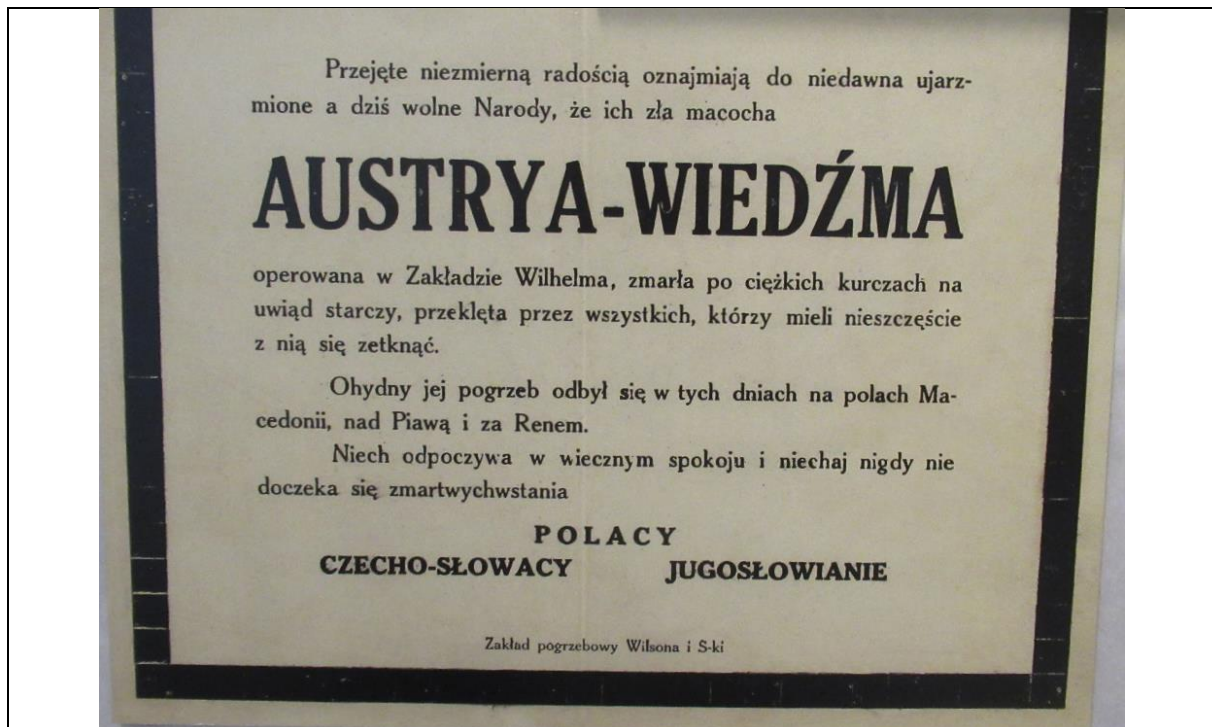 Przejęte niezmierną radością oznajmiają do niedawna ujarz-
mione a dziś wolne Narody, że ich zła macocha
AUSTRYA-WIEDŹMA
operowana w Zakładzie Wilhelma, zmarła po ciężkich kurczach na
uwiąd starczy, przeklęta przez wszystkich, którzy mieli nieszczęście
z nią się zetknąć.
Ohydny jej pogrzeb odbył się w tych dniach na polach Ma-
cedonii, nad Piawą i za Renem.
Niech odpoczywa w wiecznym spokoju i niechaj nigdy nie
doczeka się zmartwychwstania
POLACY
CZECHO-SŁOWACY JUGOSŁOWIANIE
Zakład pogrzebowy Wilsona i S-ki